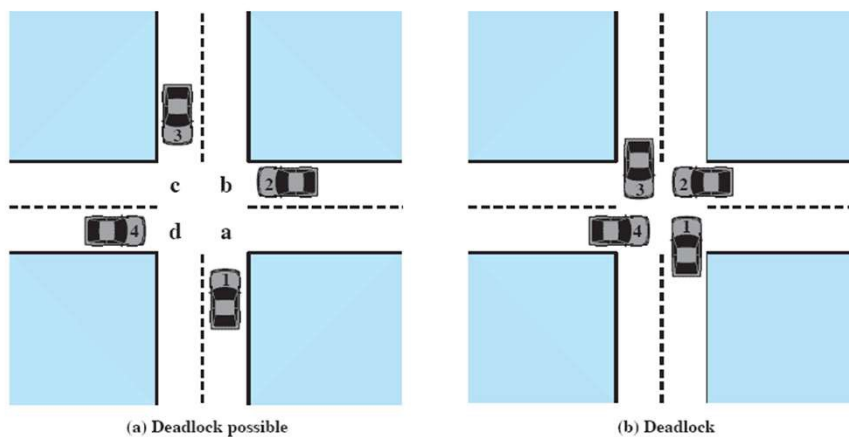 3
c b 2
4 d a
1
(a) Deadlock possible
3 2
4 1
(b) Deadlock